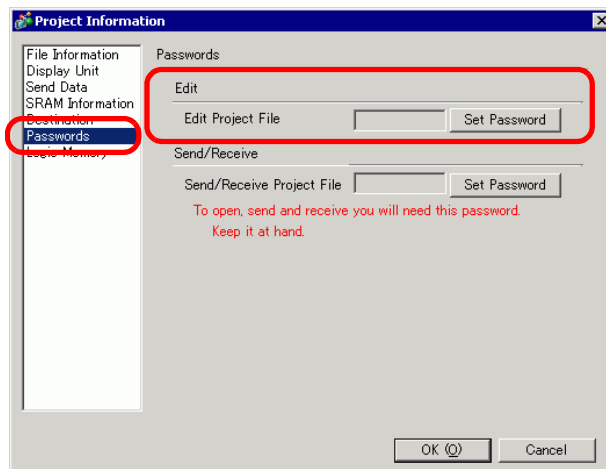 Project Information
File Information
Display Unit
Send Data
SRAM Information
Destination
Passwords
Logic Memory
Passwords
Edit
Edit Project File
Set Password
Send/Receive
Send/Receive Project File
Set Password
To open, send and receive you will need this password.
Keep it at hand.
OK (O)
Cancel